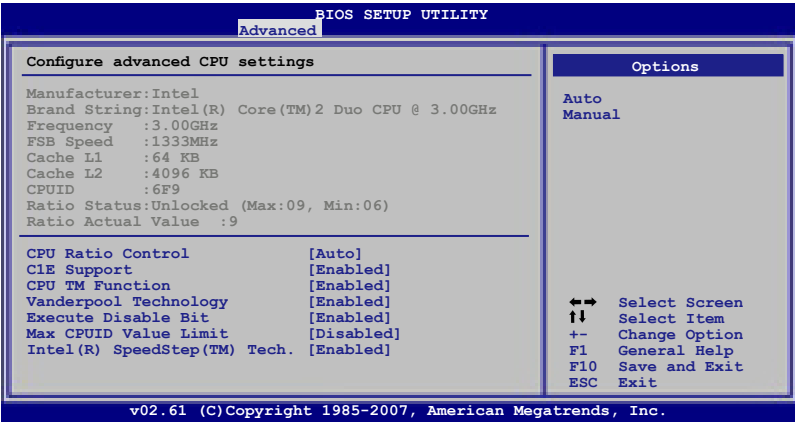 BIOS SETUP UTILITY
Advanced
Configure advanced CPU settings
Manufacturer:Intel
Brand String:Intel(R) Core(TM)2 Duo CPU @ 3.00GHz
Frequency :3.00GHz
FSB Speed :1333MHz
Cache L1 :64 KB
Cache L2 :4096 KB
CPUID :6F9
Ratio Status:Unlocked (Max:09, Min:06)
Ratio Actual Value :9
CPU Ratio Control [Auto]
C1E Support [Enabled]
CPU TM Function [Enabled]
Vanderpool Technology [Enabled]
Execute Disable Bit [Enabled]
Max CPUID Value Limit [Disabled]
Intel(R) SpeedStep(TM) Tech. [Enabled]
Options
Auto
Manual
←→ Select Screen
↑↓ Select Item
+- Change Option
F1 General Help
F10 Save and Exit
ESC Exit
v02.61 (C)Copyright 1985-2007, American Megatrends, Inc.